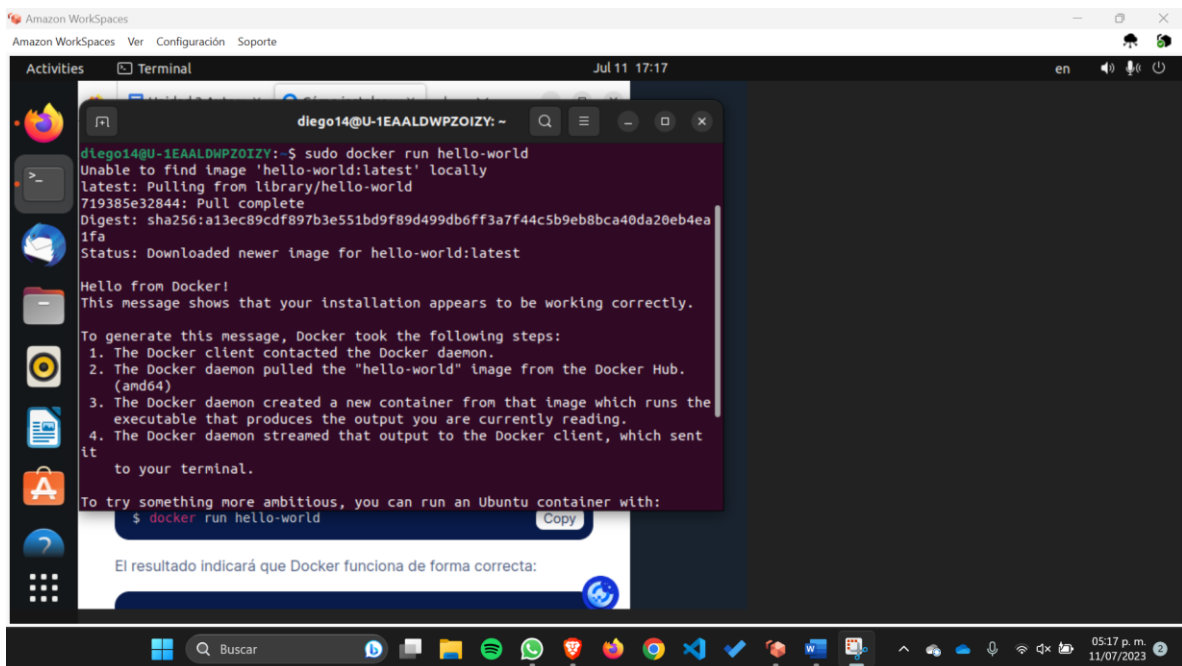 Amazon WorkSpaces
Amazon WorkSpaces Ver Configuración Soporte
Activities Terminal Jul 11 17:17 en
diego14@U-1EAALDWPZOIZY: ~
diego14@U-1EAALDWPZOIZY:~$ sudo docker run hello-world
Unable to find image 'hello-world:latest' locally
latest: Pulling from library/hello-world
719385e32844: Pull complete
Digest: sha256:a13ec89cdf897b3e551bd9f89d499db6ff3a7f44c5b9eb8bca40da20eb4ea
1fa
Status: Downloaded newer image for hello-world:latest
Hello from Docker!
This message shows that your installation appears to be working correctly.
To generate this message, Docker took the following steps:
1. The Docker client contacted the Docker daemon.
2. The Docker daemon pulled the "hello-world" image from the Docker Hub.
(amd64)
3. The Docker daemon created a new container from that image which runs the
executable that produces the output you are currently reading.
4. The Docker daemon streamed that output to the Docker client, which sent
it
to your terminal.
To try something more ambitious, you can run an Ubuntu container with:
$ docker run hello-world Copy
El resultado indicará que Docker funciona de forma correcta:
Buscar
05:17 p. m.
11/07/2023 2